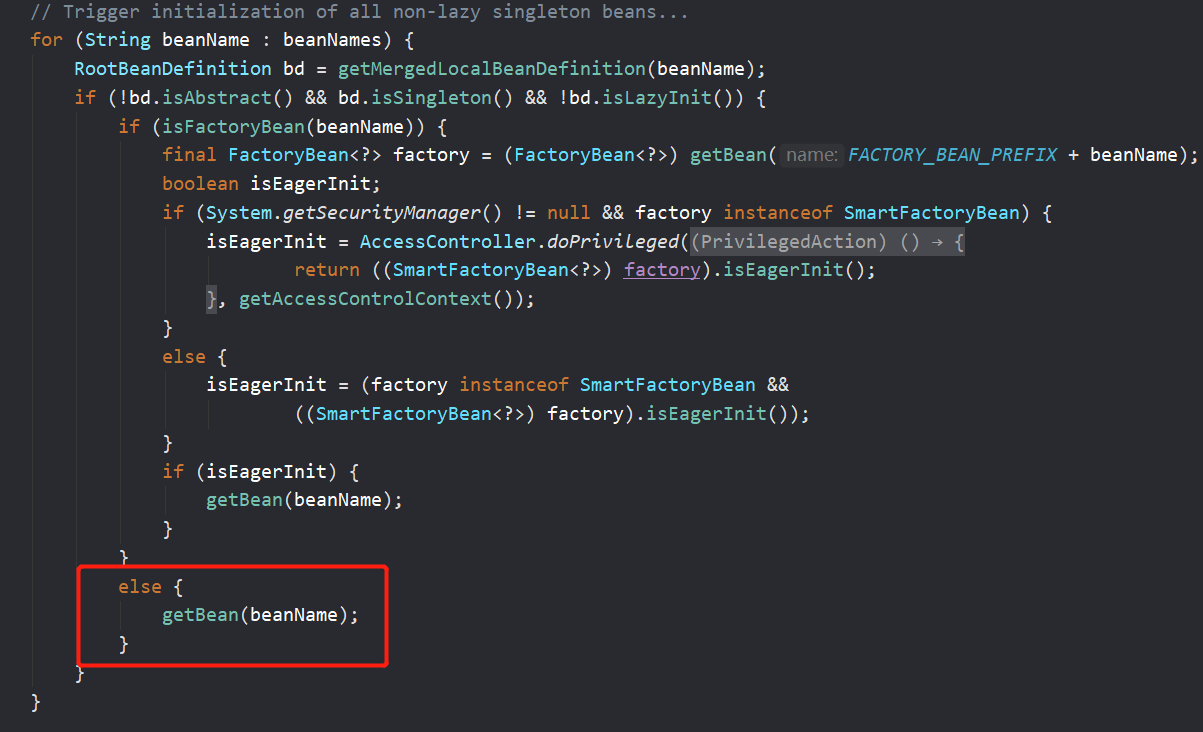 // Trigger initialization of all non-lazy singleton beans...
for (String beanName : beanNames) {
RootBeanDefinition bd = getMergedLocalBeanDefinition(beanName);
if (!bd.isAbstract() && bd.isSingleton() && !bd.isLazyInit()) {
if (isFactoryBean(beanName)) {
final FactoryBean<?> factory = (FactoryBean<?>) getBean( name: FACTORY_BEAN_PREFIX + beanName);
boolean isEagerInit;
if (System.getSecurityManager() != null && factory instanceof SmartFactoryBean) {
isEagerInit = AccessController.doPrivileged((PrivilegedAction) () → {
return ((SmartFactoryBean<?>) factory).isEagerInit();
}, getAccessControlContext());
}
else {
isEagerInit = (factory instanceof SmartFactoryBean &&
((SmartFactoryBean<?>) factory).isEagerInit());
}
if (isEagerInit) {
getBean(beanName);
}
}
else {
getBean(beanName);
}
}
}